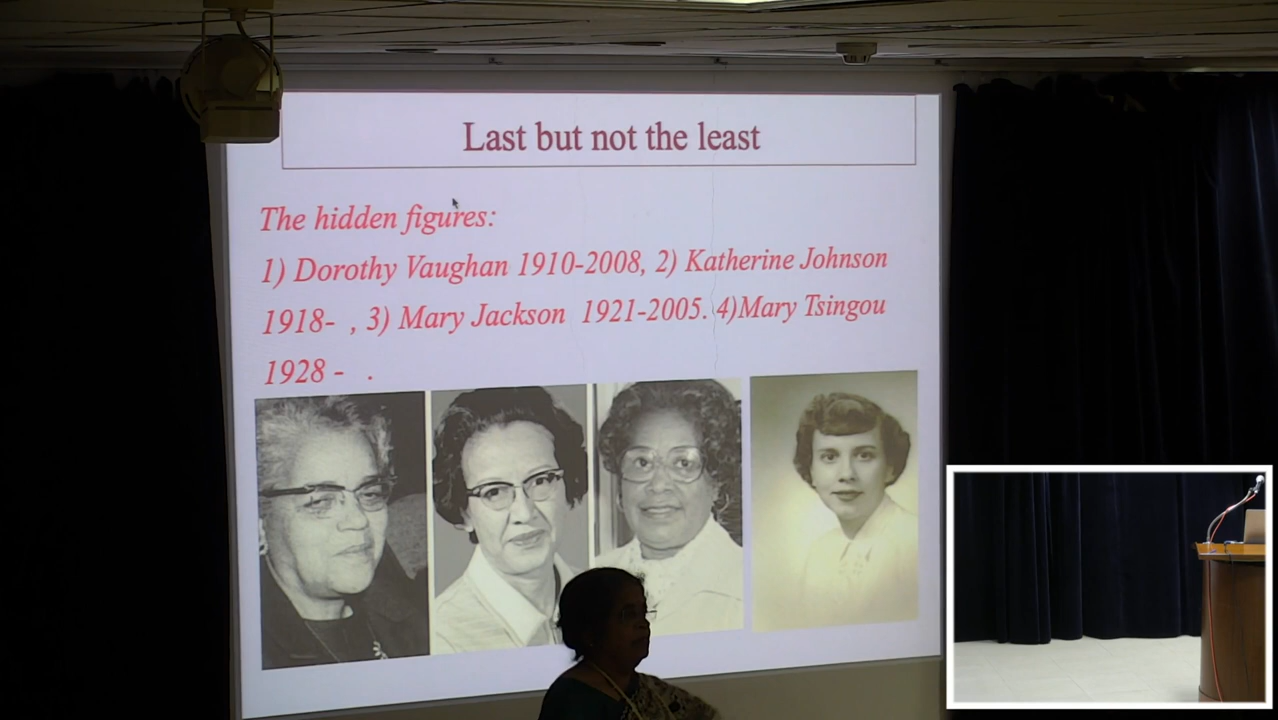 Last but not the least
The hidden figures:
1) Dorothy Vaughan 1910-2008, 2) Katherine Johnson
1918- , 3) Mary Jackson 1921-2005. 4)Mary Tsingou
1928 - .